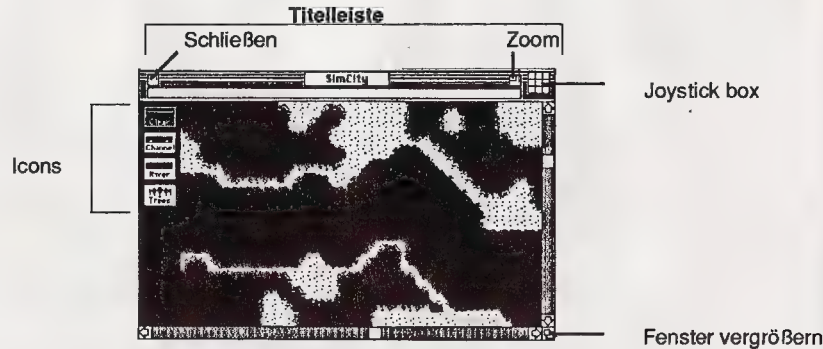 Titelleiste
Schließen
Zoom
SimCity
Joystick box
Icons
Clear
Channel
River
Trees
Fenster vergrößern